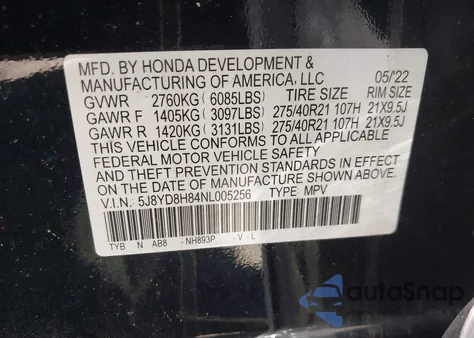 MFD. BY HONDA DEVELOPMENT &
MANUFACTURING OF AMERICA, LLC 05/'22
GVWR 2760KG ( 6085LBS) TIRE SIZE RIM SIZE
GAWR F 1405KG ( 3097LBS) 275/40R21 107H 21X9.5J
GAWR R 1420KG ( 3131LBS) 275/40R21 107H 21X9.5J
THIS VEHICLE CONFORMS TO ALL APPLICABLE
FEDERAL MOTOR VEHICLE SAFETY
AND THEFT PREVENTION STANDARDS IN EFFECT
ON THE DATE OF MANUFACTURE SHOWN ABOVE.
V.I.N. 5J8YD8H84NL005256 TYPE: MPV
TYB N AB8 -NH893P -V-L
autoSnap